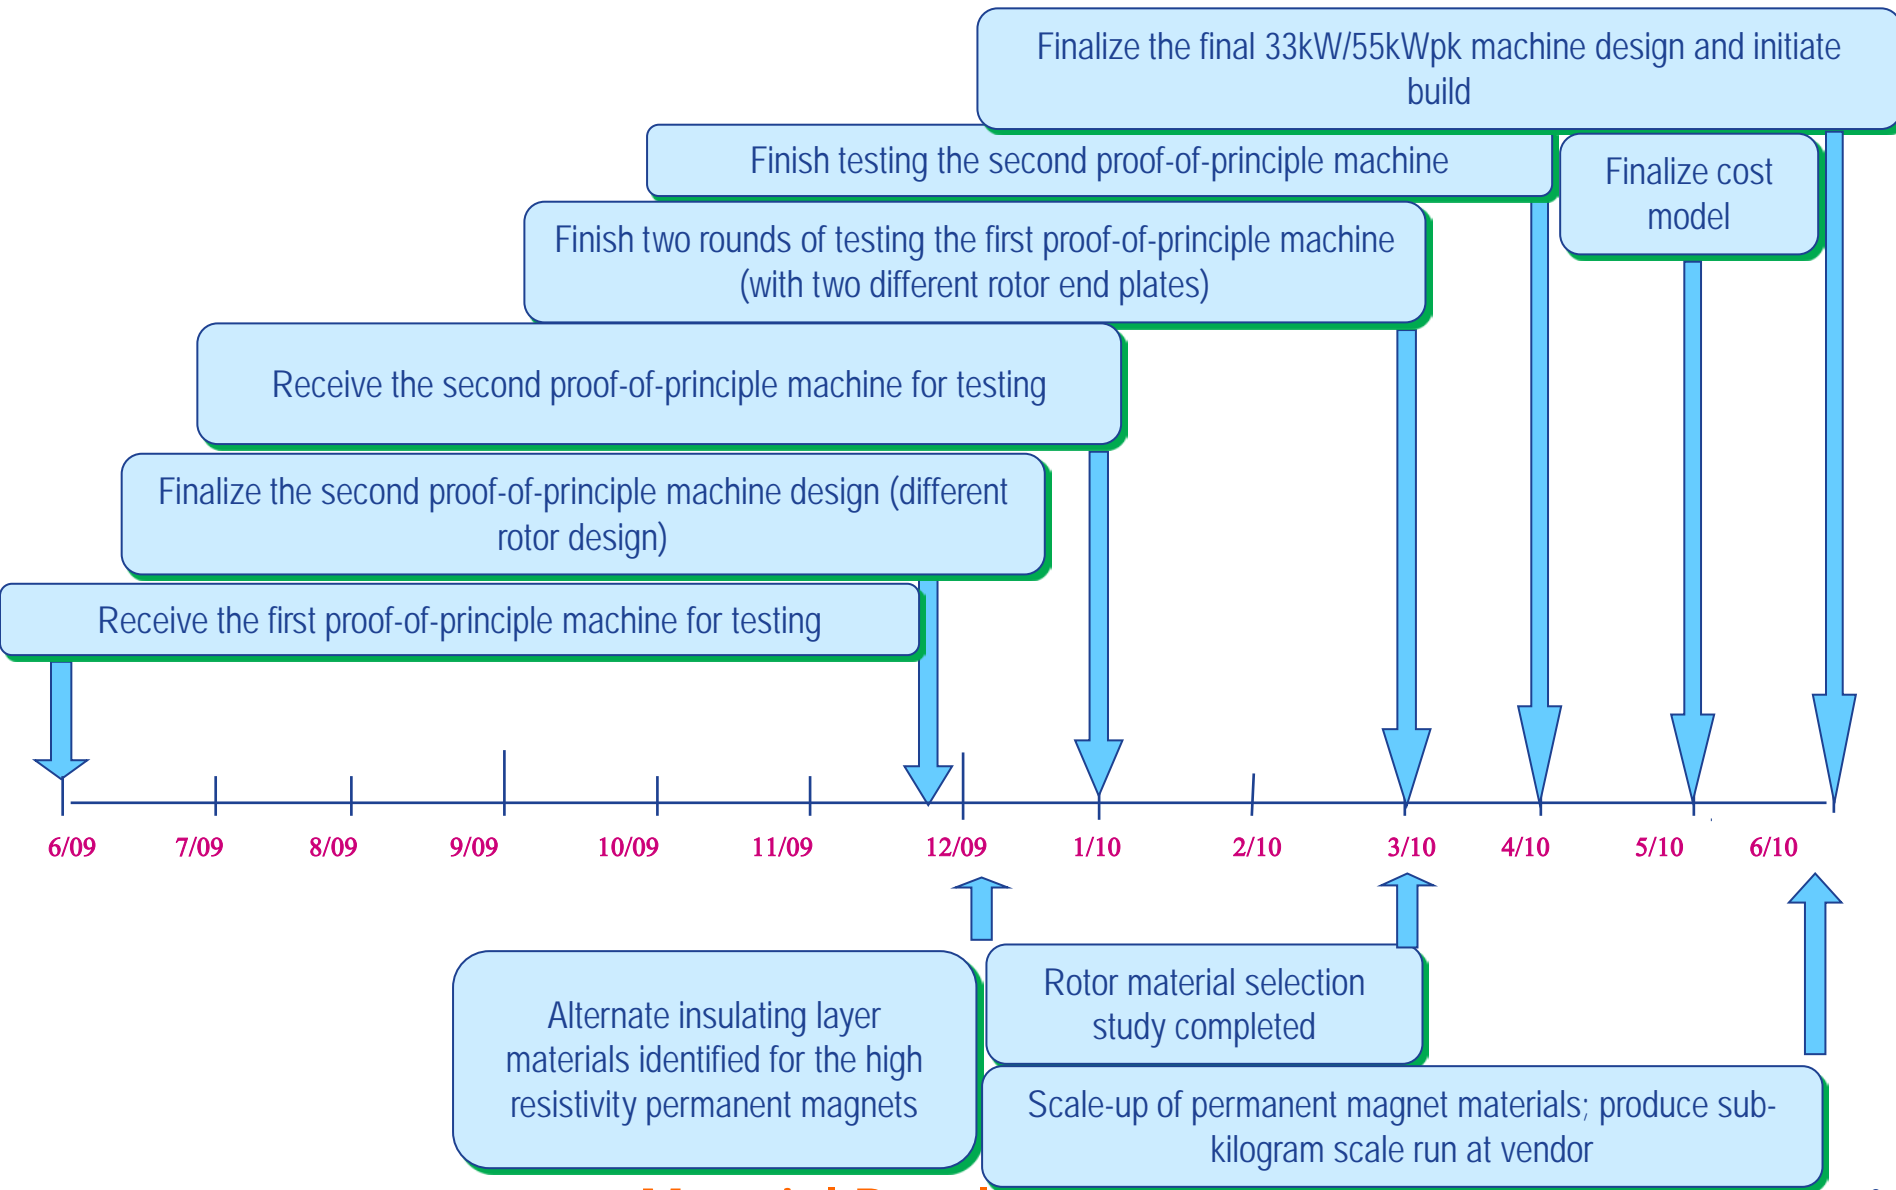 Finalize the final 33kW/55kWpk machine design and initiate
build
Finish testing the second proof-of-principle machine
Finalize cost
model
Finish two rounds of testing the first proof-of-principle machine
(with two different rotor end plates)
Receive the second proof-of-principle machine for testing
Finalize the second proof-of-principle machine design (different
rotor design)
Receive the first proof-of-principle machine for testing
6/09 7/09 8/09 9/09 10/09 11/09 12/09 1/10 2/10 3/10 4/10 5/10 6/10
Alternate insulating layer
materials identified for the high
resistivity permanent magnets
Rotor material selection
study completed
Scale-up of permanent magnet materials; produce sub-
kilogram scale run at vendor